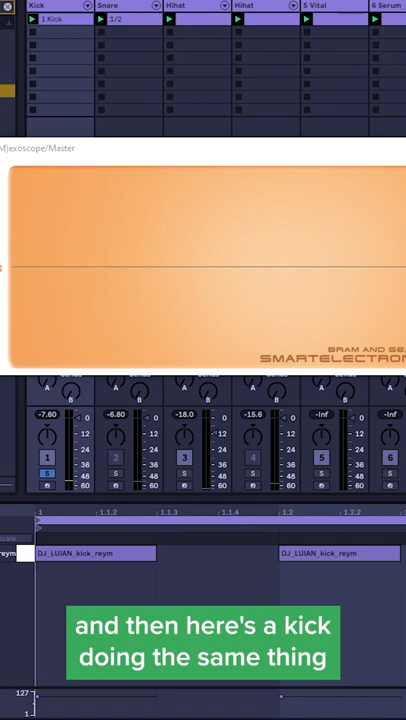 Kick Snare Hihat Hihat 5 Vital 6 Serum
1 Kick 1/2
M)exoscope/Master
BRAM AND SE
SMARTELECTRON
A A A A A A
B B B B B
-7.60 -6.80 -18.0 -15.6 -Inf -Inf
0 0 0 0 0
12 12 12 12 12
1 2 3 4 5 6
24 24 24 24 24
S 36 S 36 S 36 S 36 S 36 S
48 48 48 48 48
60 60 60 60 60
1 1.1.2 1.1.3 1.1.4 1.2 1.2.2
icate
reym DJ_LUIAN_kick_reym DJ_LUIAN_kick_reym
and then here's a kick
doing the same thing
127
1